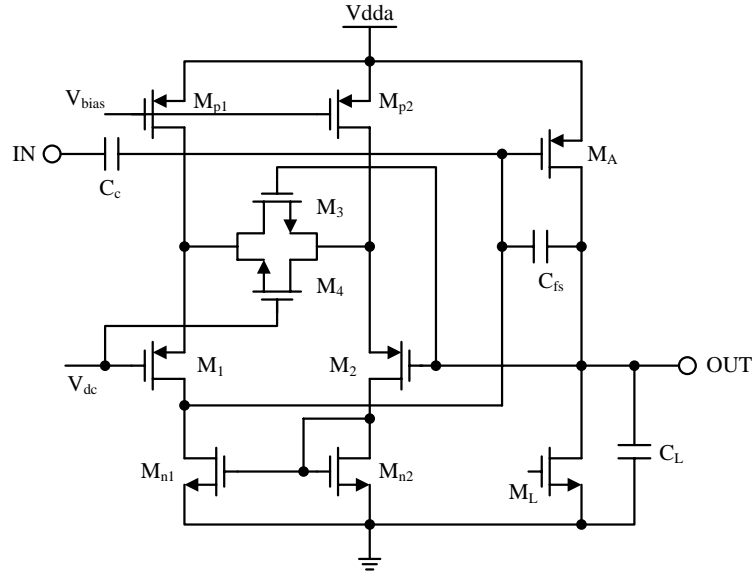 Vdda
V_bias
M_p1
M_p2
IN
C_c
M_A
M_3
C_fs
M_4
M_1
M_2
V_dc
OUT
M_n1
M_n2
M_L
C_L